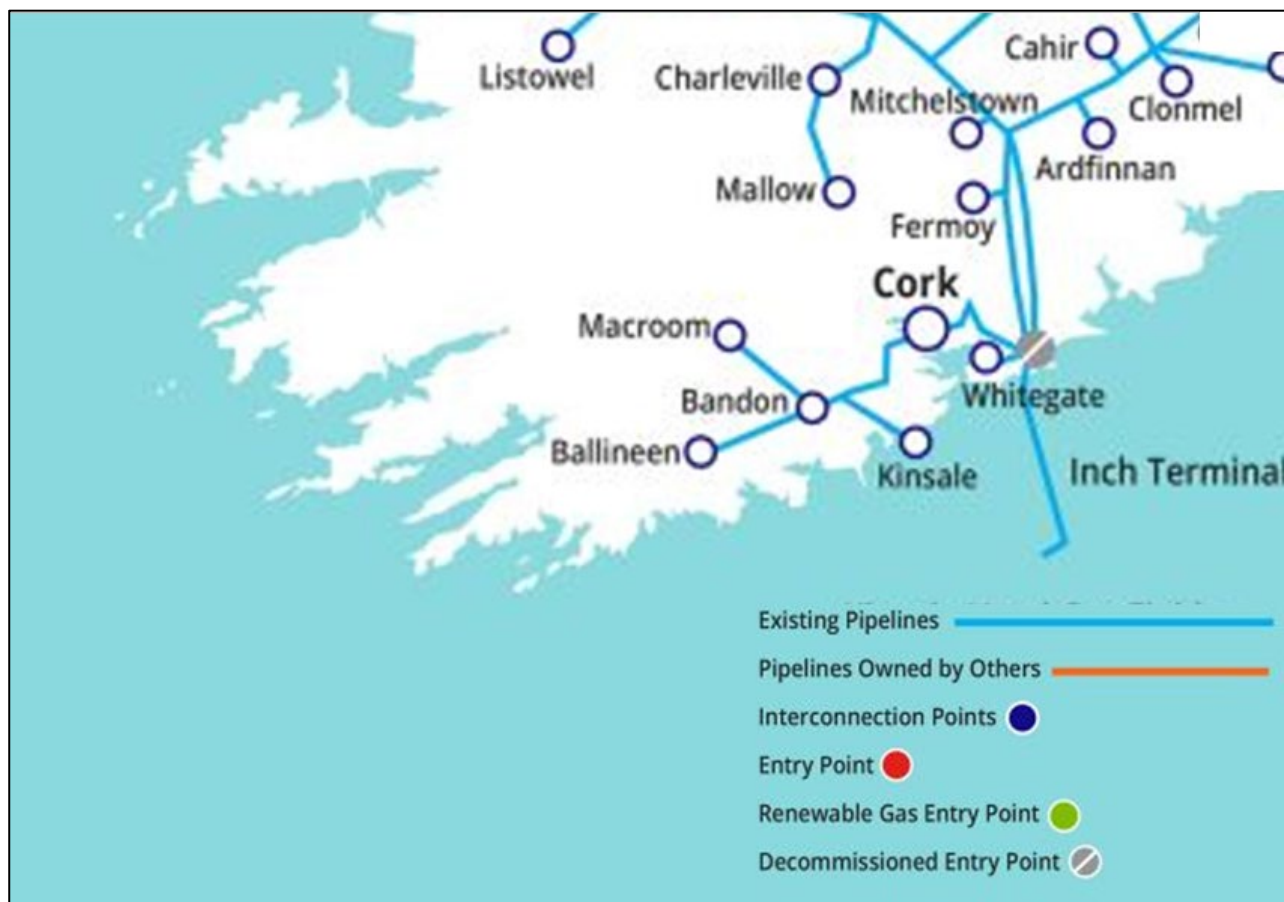 Cahir
Listowel
Charleville
Mitchelstown
Clonmel
Ardfinnan
Mallow
Fermoy
Cork
Macroom
Bandon
Whitegate
Ballineen
Kinsale
Inch Terminal
Existing Pipelines
Pipelines Owned by Others
Interconnection Points
Entry Point
Renewable Gas Entry Point
Decommissioned Entry Point